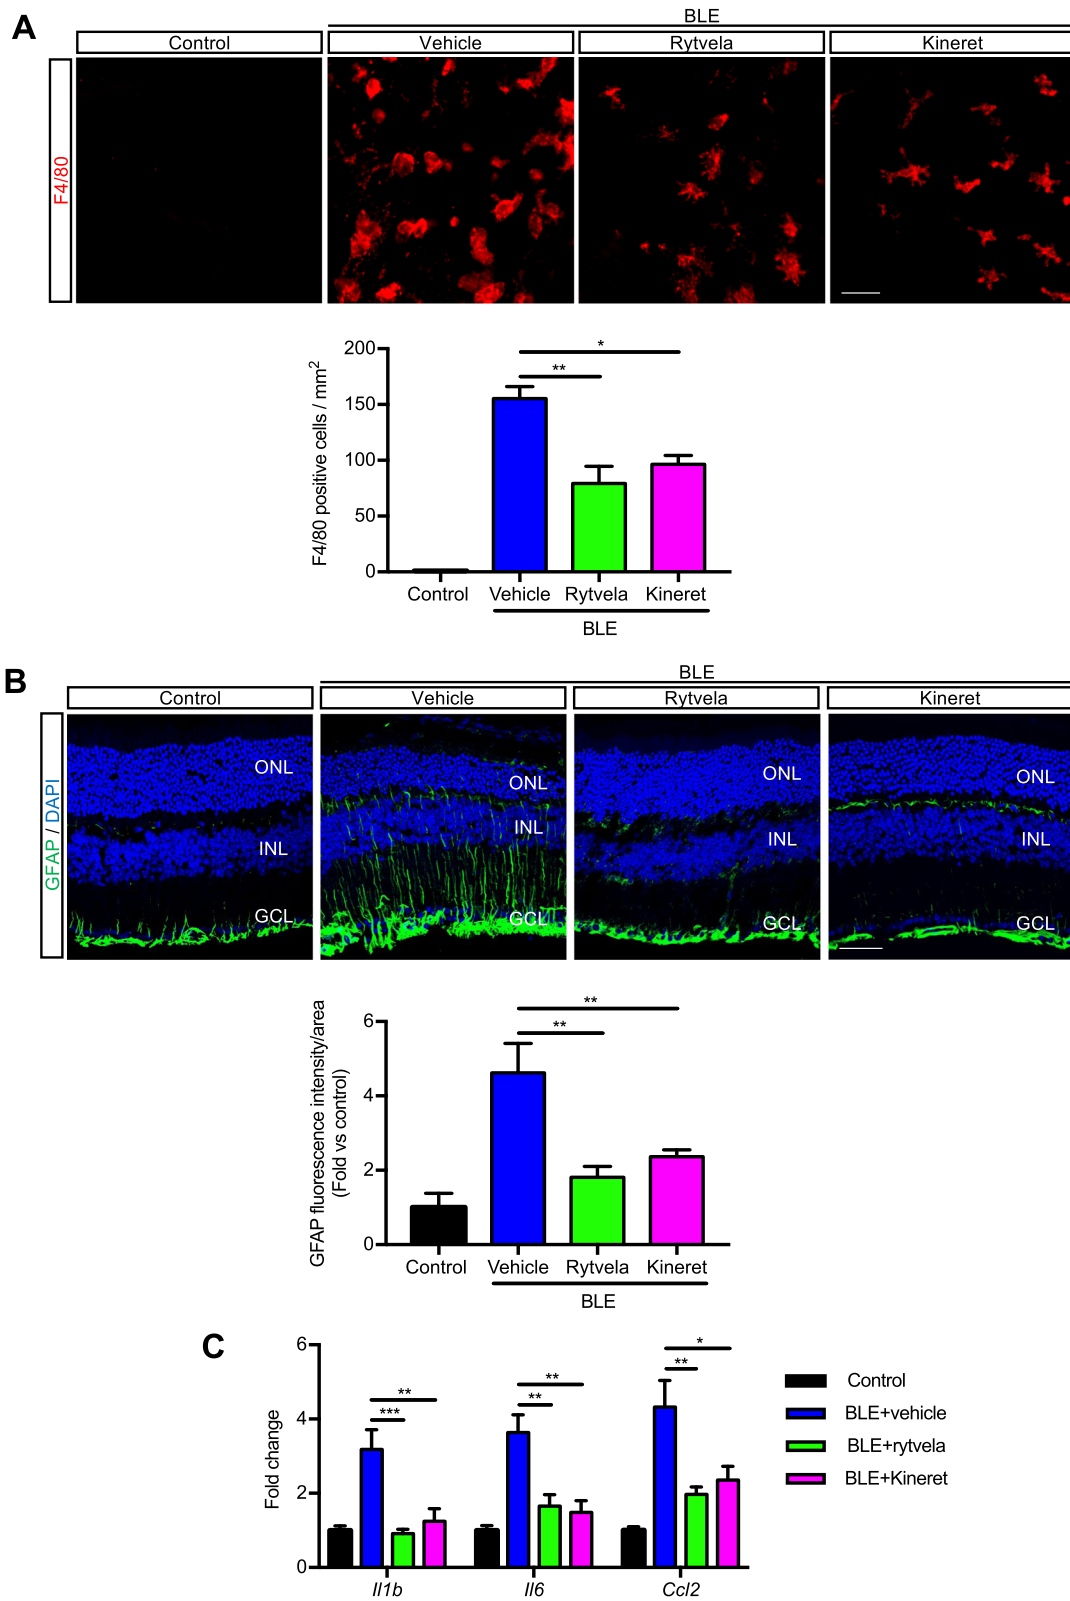 A
BLE
Control Vehicle Rytvela Kineret
F4/80
200
150
100
50
0
F4/80 positive cells / mm2
*
**
Control Vehicle Rytvela Kineret
BLE
B
BLE
Control Vehicle Rytvela Kineret
GFAP / DAPI
ONL ONL ONL ONL
INL INL INL INL
GCL GCL GCL GCL
6
4
2
0
GFAP fluorescence intensity/area
(Fold vs control)
**
**
Control Vehicle Rytvela Kineret
BLE
C
6
4
2
0
Fold change
** ** *
*** ** **
Il1b Il6 Ccl2
Control
BLE+vehicle
BLE+rytvela
BLE+Kineret